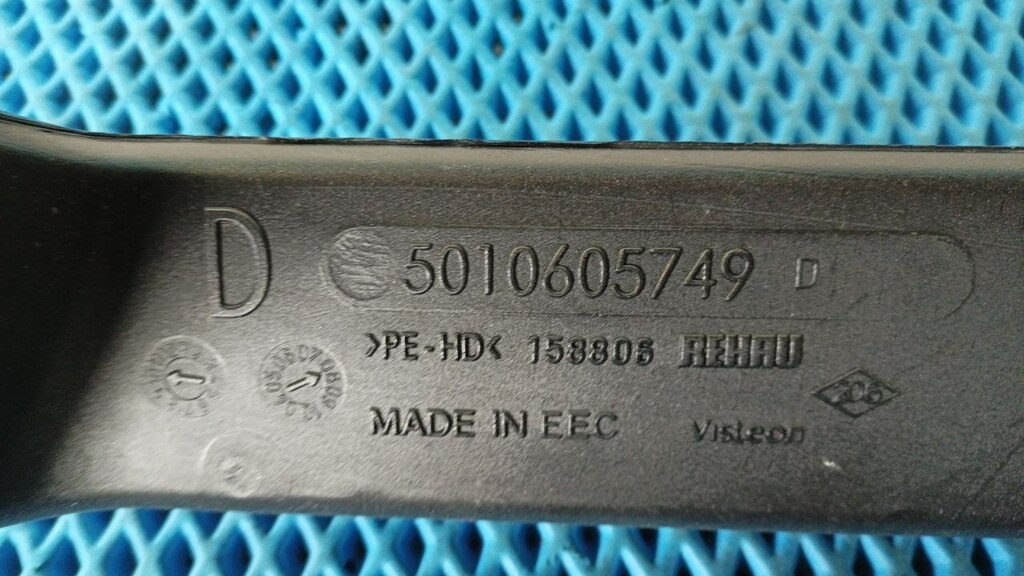 D 5010605749 D
>PE-HD< 158806 REHAU
MADE IN EEC Visteon